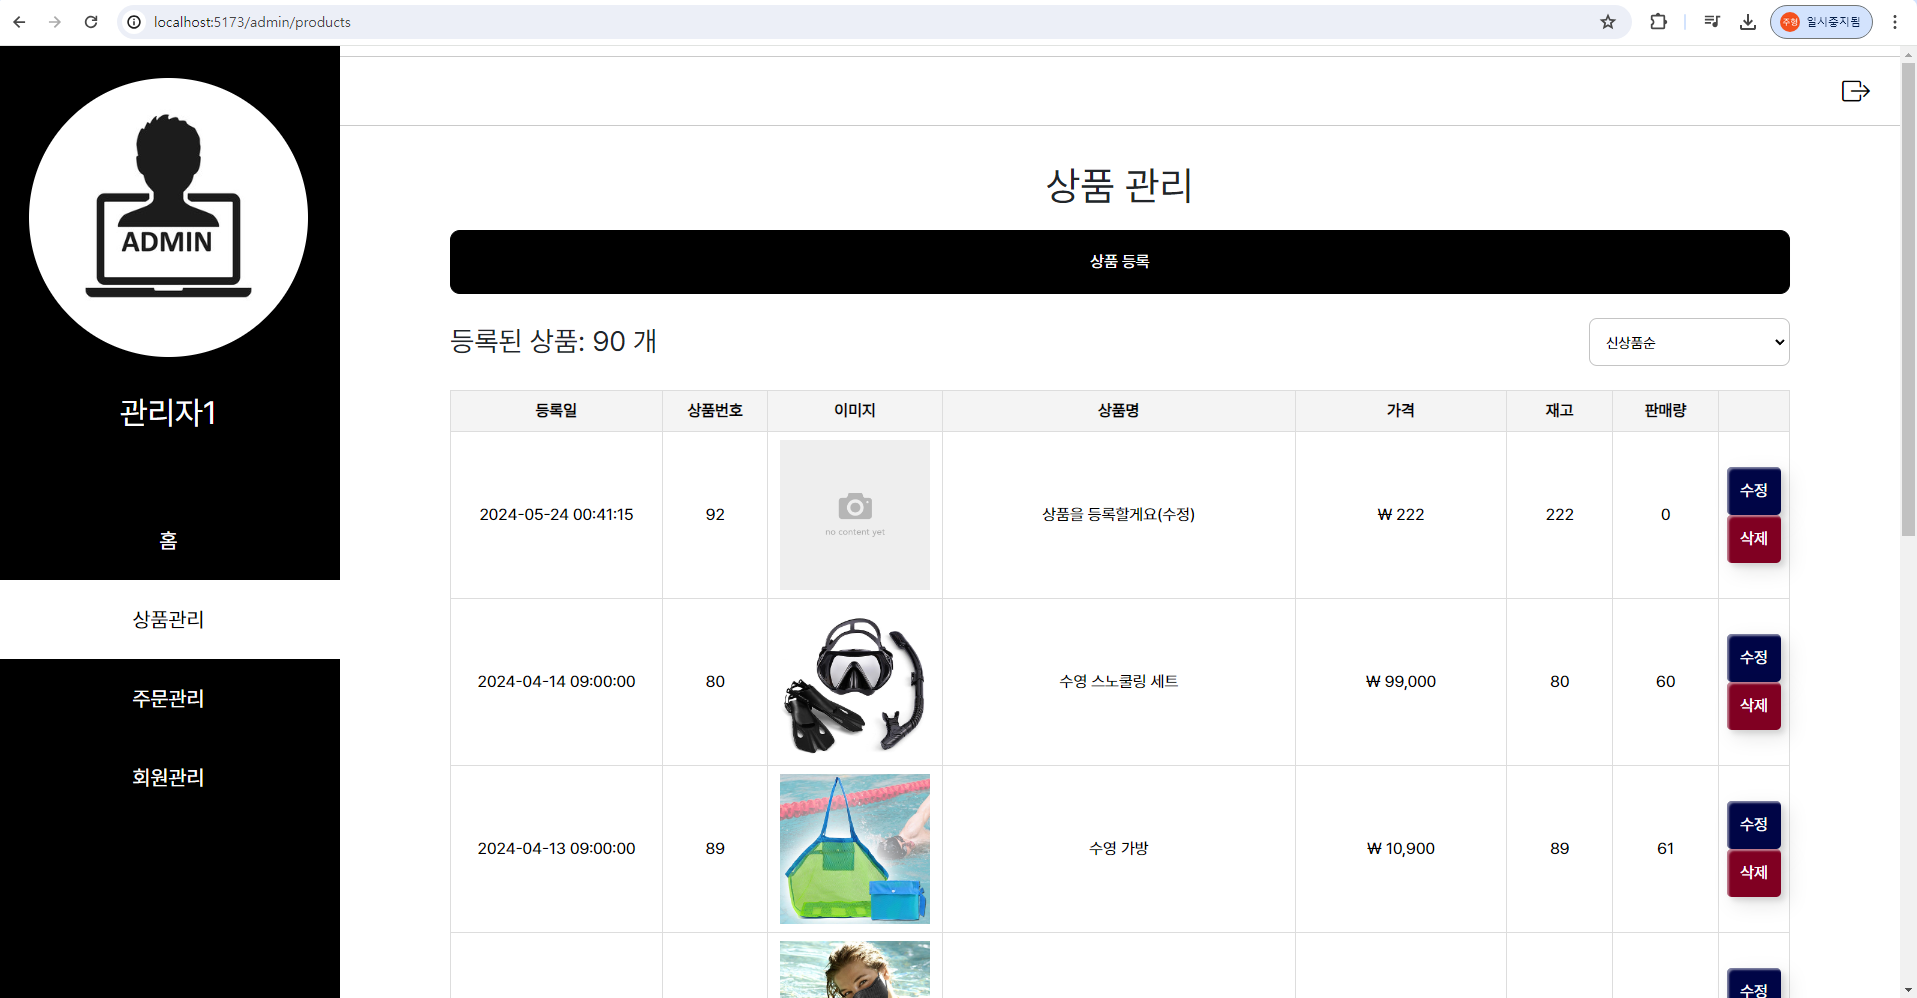 localhost:5173/admin/products
주형 일시중지됨
ADMIN
관리자1
홈
상품관리
주문관리
회원관리
상품 관리
상품 등록
등록된 상품: 90 개
신상품순
등록일 상품번호 이미지 상품명 가격 재고 판매량
no content yet
2024-05-24 00:41:15 92 상품을 등록할게요(수정) ₩ 222 222 0
수정
삭제
2024-04-14 09:00:00 80 수영 스노쿨링 세트 ₩ 99,000 80 60
수정
삭제
2024-04-13 09:00:00 89 수영 가방 ₩ 10,900 89 61
수정
삭제
수정